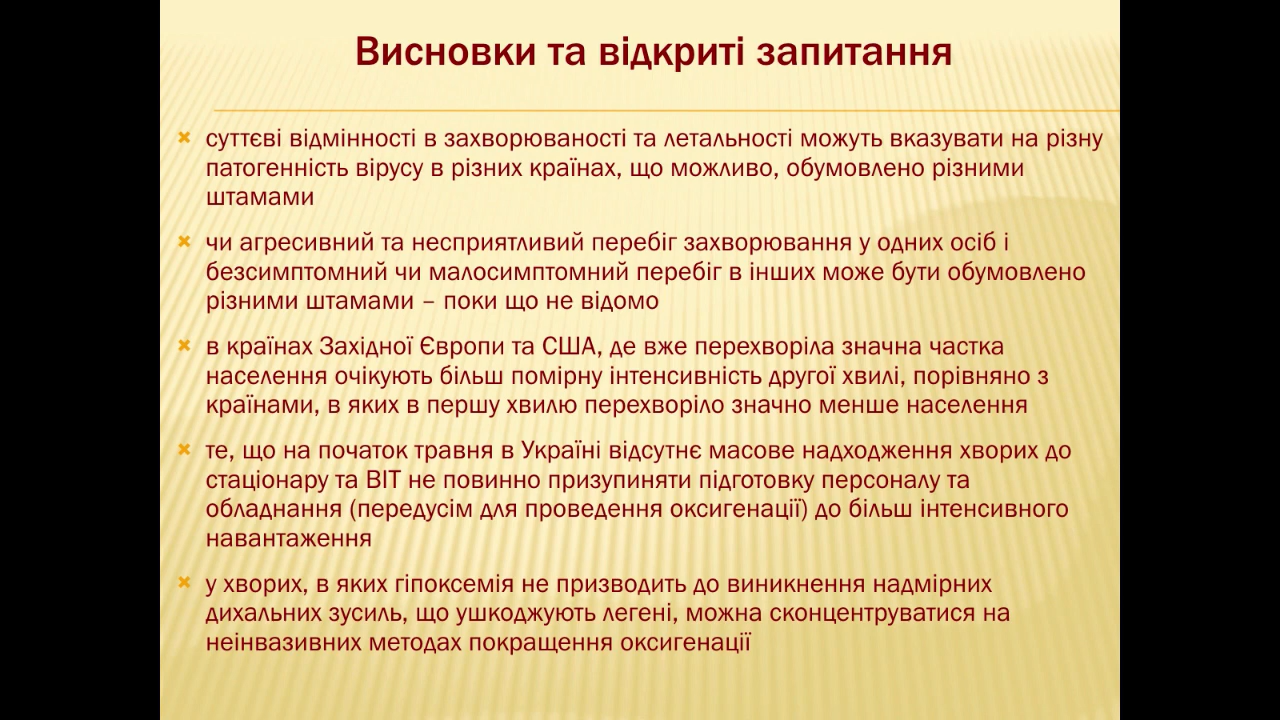 Висновки та відкриті запитання
суттєві відмінності в захворюваності та летальності можуть вказувати на різну
патогенність вірусу в різних країнах, що можливо, обумовлено різними
штамами
чи агресивний та несприятливий перебіг захворювання у одних осіб і
безсимптомний чи малосимптомний перебіг в інших може бути обумовлено
різними штамами – поки що не відомо
в країнах Західної Європи та США, де вже перехворіла значна частка
населення очікують більш помірну інтенсивність другої хвилі, порівняно з
країнами, в яких в першу хвилю перехворіло значно менше населення
те, що на початок травня в Україні відсутнє масове надходження хворих до
стаціонару та ВІТ не повинно призупиняти підготовку персоналу та
обладнання (передусім для проведення оксигенації) до більш інтенсивного
навантаження
у хворих, в яких гіпоксемія не призводить до виникнення надмірних
дихальних зусиль, що ушкоджують легені, можна сконцентруватися на
неінвазивних методах покращення оксигенації